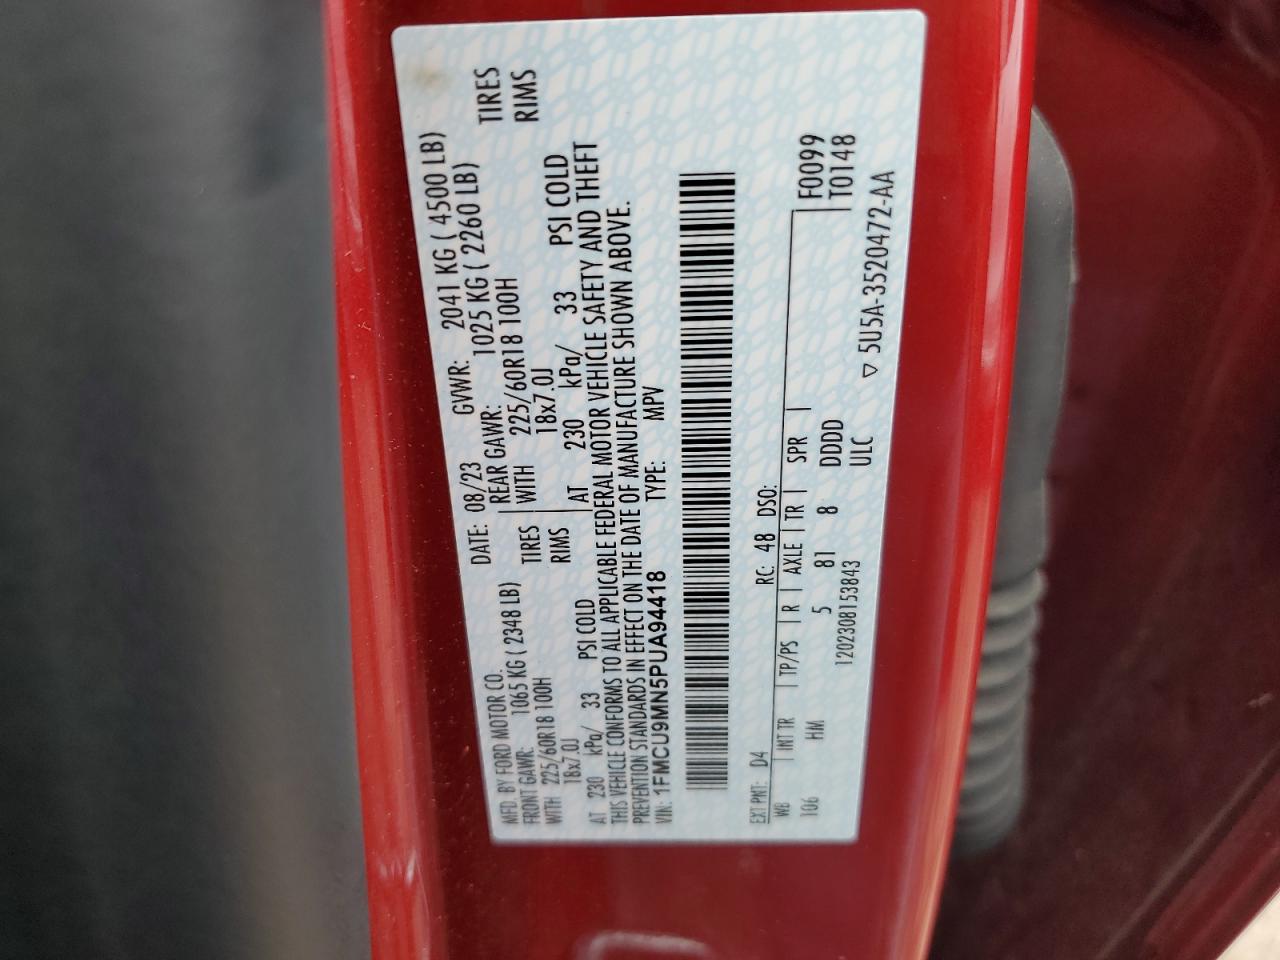 MFD. BY FORD MOTOR CO.
DATE: 08/23 GVWR: 2041 KG ( 4500 LB)
FRONT GAWR: 1065 KG ( 2348 LB) REAR GAWR: 1025 KG ( 2260 LB)
WITH 225/60R18 100H TIRES WITH 225/60R18 100H TIRES
18x7.0J RIMS 18x7.0J RIMS
AT 230 kPa/ 33 PSI COLD AT 230 kPa/ 33 PSI COLD
THIS VEHICLE CONFORMS TO ALL APPLICABLE FEDERAL MOTOR VEHICLE SAFETY AND THEFT
PREVENTION STANDARDS IN EFFECT ON THE DATE OF MANUFACTURE SHOWN ABOVE.
VIN: 1FMCU9MN5PUA94418 TYPE: MPV
EXT PNT: D4 RC: 48 DSO:
WB INT TR TP/PS R AXLE TR SPR F0099
106 HM 5 81 8 DDDD T0148
1202308153843 ULC
▽ 5U5A-3520472-AA